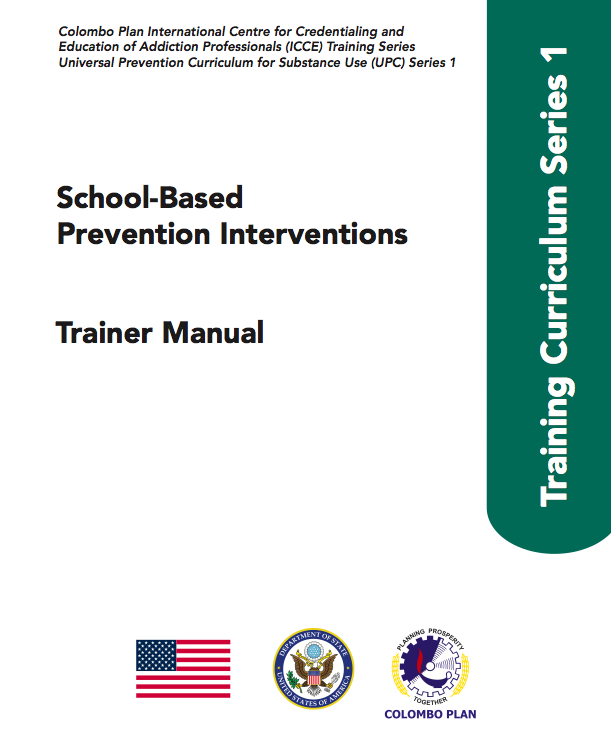 Colombo Plan International Centre for Credentialing and
Education of Addiction Professionals (ICCE) Training Series
Universal Prevention Curriculum for Substance Use (UPC) Series 1
School-Based
Prevention Interventions
Trainer Manual
Training Curriculum Series 1
DEPARTMENT OF STATE
UNITED STATES OF AMERICA
PLANNING PROSPERITY
TOGETHER
COLOMBO PLAN